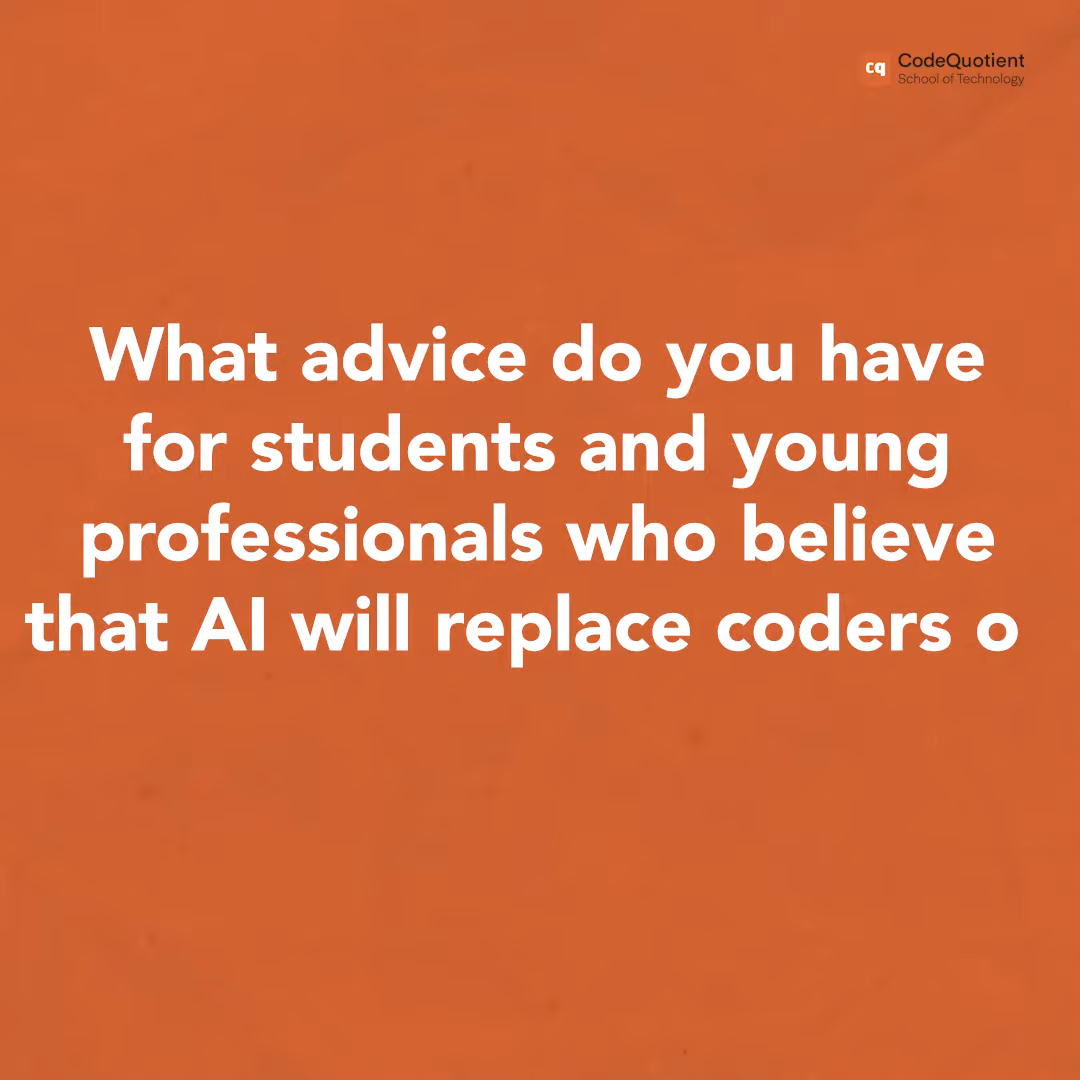 cq CodeQuotient
School of Technology
What advice do you have
for students and young
professionals who believe
that AI will replace coders o